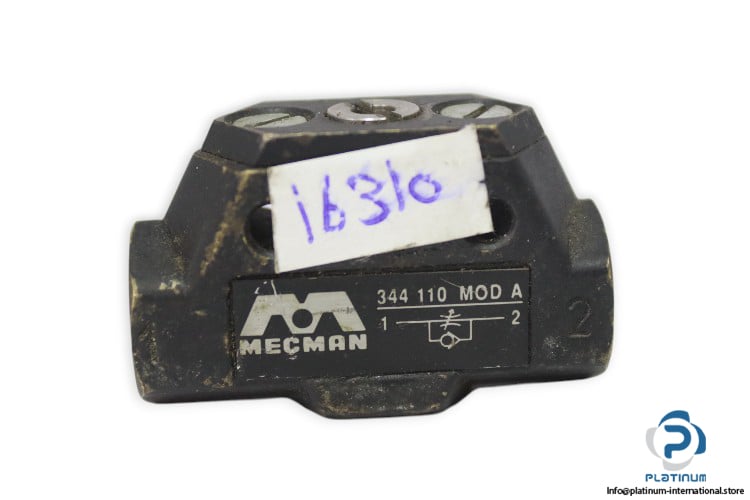 16310
344 110 MOD A
1 2
MECMAN
2
PLATINUM
Info@platinum-international.store